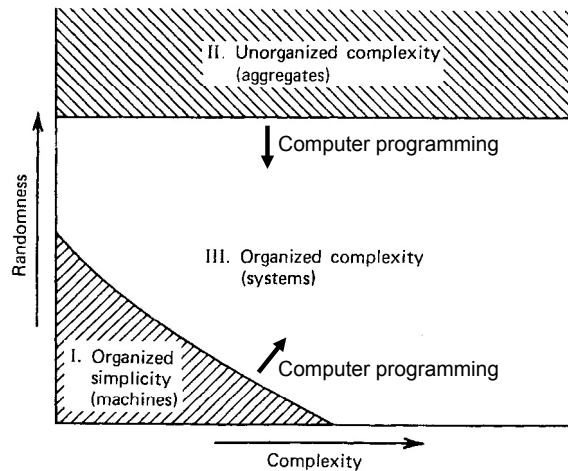 II. Unorganized complexity
(aggregates)
Computer programming
Randomness
III. Organized complexity
(systems)
I. Organized
simplicity
(machines)
Computer programming
Complexity